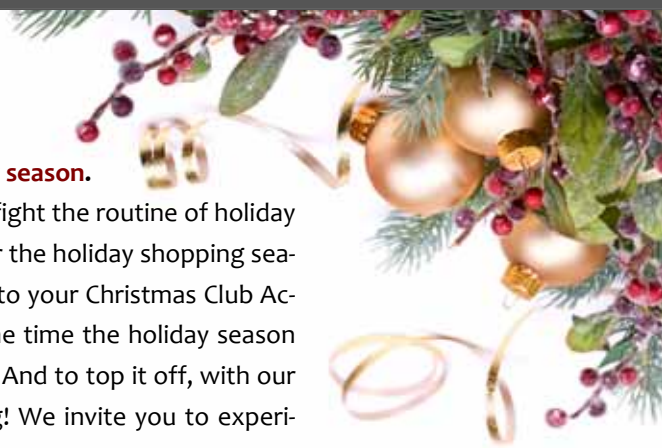 season.
fight the routine of holiday
r the holiday shopping sea-
to your Christmas Club Ac-
e time the holiday season
And to top it off, with our
! We invite you to experi-